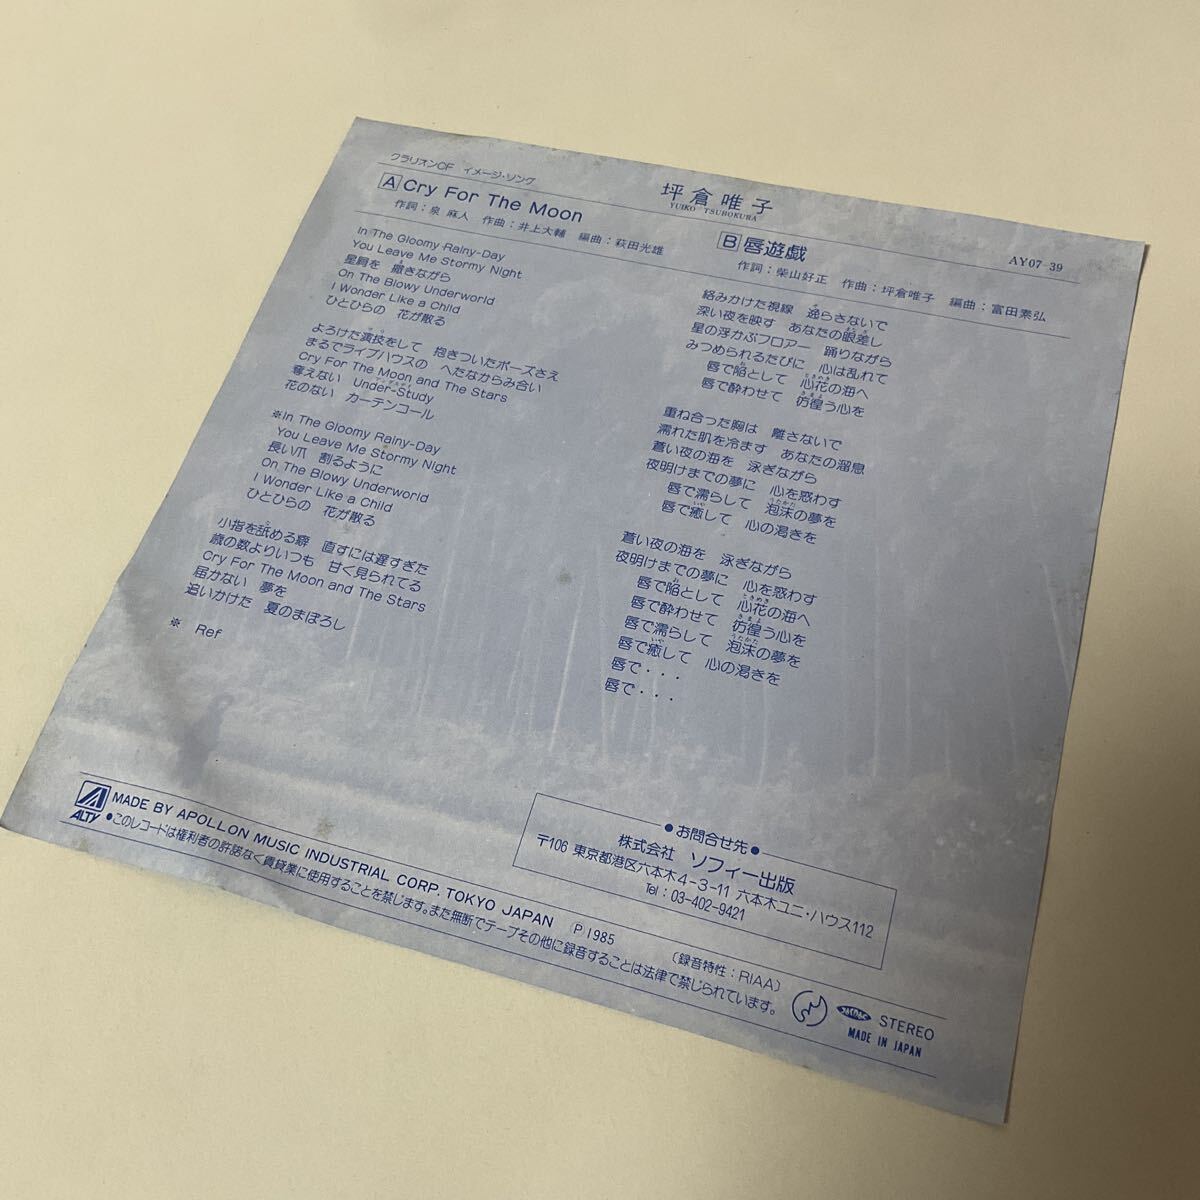 クラリオンCF イメージ・ソング
坪倉唯子
YUIKO TSUBOKURA
A Cry For The Moon
作詞：泉 麻人 作曲：井上大輔 編曲：萩田光雄
In The Gloomy Rainy-Day
You Leave Me Stormy Night
星屑を 撒きながら
On The Blowy Underworld
I Wonder Like a Child
ひとひらの 花が散る
よろけた演技をして 抱きついたポーズさえ
まるでライブハウスの へたなからみ合い
Cry For The Moon and The Stars
奪えない Under-Study
花のない カーテンコール
※In The Gloomy Rainy-Day
You Leave Me Stormy Night
長い爪 割るように
On The Blowy Underworld
I Wonder Like a Child
ひとひらの 花が散る
小指を舐める癖 直すには遅すぎた
歳の数よりいつも 甘く見られてる
Cry For The Moon and The Stars
届かない 夢を
追いかけた 夏のまぼろし
※ Ref
B 唇遊戯
AY07-39
作詞：柴山好正 作曲：坪倉唯子 編曲：富田素弘
絡みかけた視線 逸らさないで
深い夜を映す あなたの眼差し
星の浮かぶフロアー 踊りながら
みつめられるたびに 心は乱れて
唇で陥として 心花の海へ
唇で酔わせて 彷徨う心を
重ね合った胸は 離さないで
濡れた肌を冷ます あなたの溜息
蒼い夜の海を 泳ぎながら
夜明けまでの夢に 心を惑わす
唇で濡らして 泡沫の夢を
唇で癒して 心の渇きを
蒼い夜の海を 泳ぎながら
夜明けまでの夢に 心を惑わす
唇で陥として 心花の海へ
唇で酔わせて 彷徨う心を
唇で濡らして 泡沫の夢を
唇で癒して 心の渇きを
唇で・・・
唇で・・・
●お問合せ先●
株式会社 ソフィー出版
〒106 東京都港区六本木4-3-11 六本木ユニ・ハウス112
Tel：03-402-9421
ALTY
MADE BY APOLLON MUSIC INDUSTRIAL CORP. TOKYO JAPAN Ⓟ1985 〔録音特性：RIAA〕
●このレコードは権利者の許諾なく賃貸業に使用することを禁じます。また無断でテープその他に録音することは法律で禁じられています。
STEREO
MADE IN JAPAN